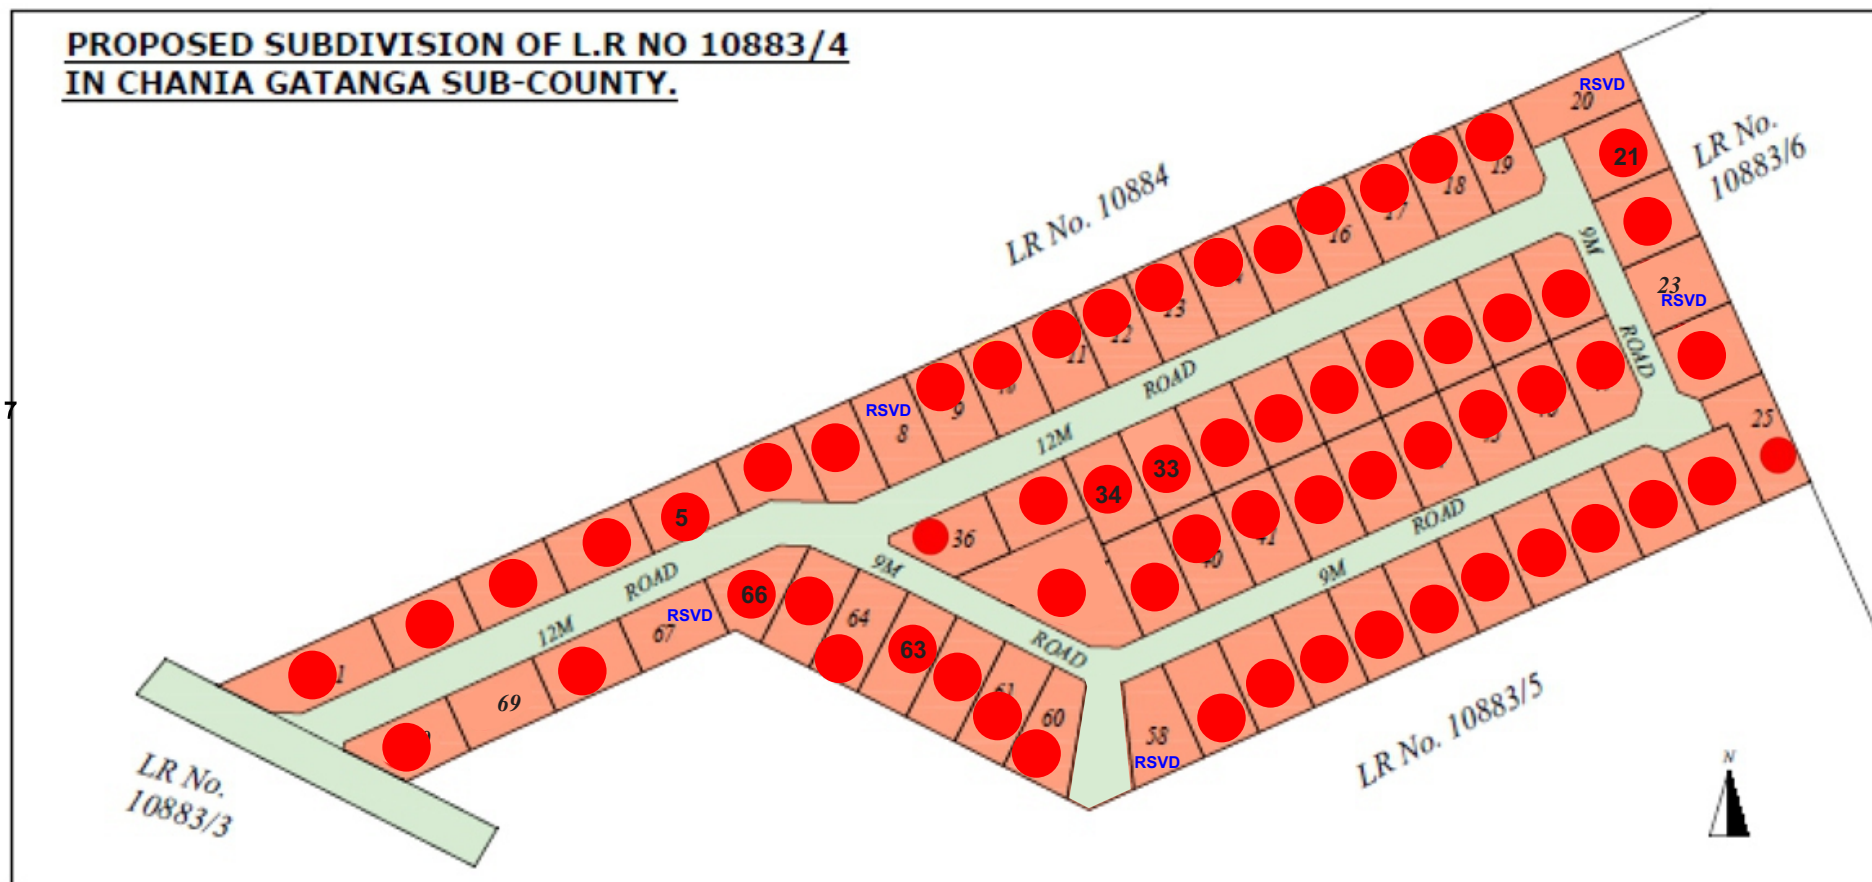 PROPOSED SUBDIVISION OF L.R NO 10883/4
IN CHANIA GATANGA SUB-COUNTY.
RSVD
20
LR No.
10883/6
21
19
18
17
16
LR No. 10884
9M
23
RSVD
13
12
11
ROAD
ROAD
RSVD
8
9
10
12M
25
7
33
34
5
36
41
40
ROAD
9M
9M
ROAD
12M
66
RSVD
67
64
63
ROAD
61
60
1
69
58
RSVD
LR No. 10883/5
LR No.
10883/3
N